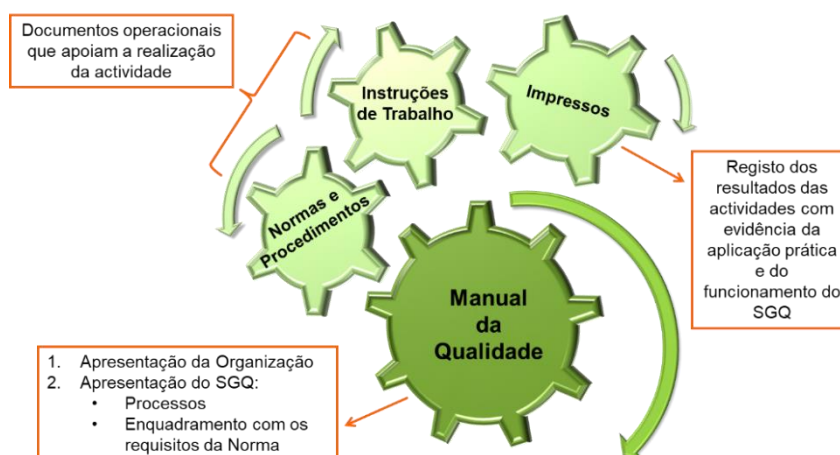 Documentos operacionais
que apoiam a realização
da actividade
Instruções
de Trabalho
Impressos
Normas e
Procedimentos
Registo dos
resultados das
actividades com
evidência da
aplicação prática
e do
funcionamento do
SGQ
Manual
da
Qualidade
1. Apresentação da Organização
2. Apresentação do SGQ:
• Processos
• Enquadramento com os
requisitos da Norma